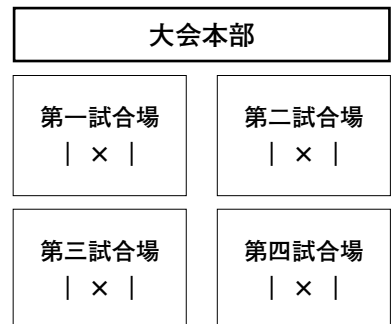 大会本部
第一試合場
| × |
第二試合場
| × |
第三試合場
| × |
第四試合場
| × |